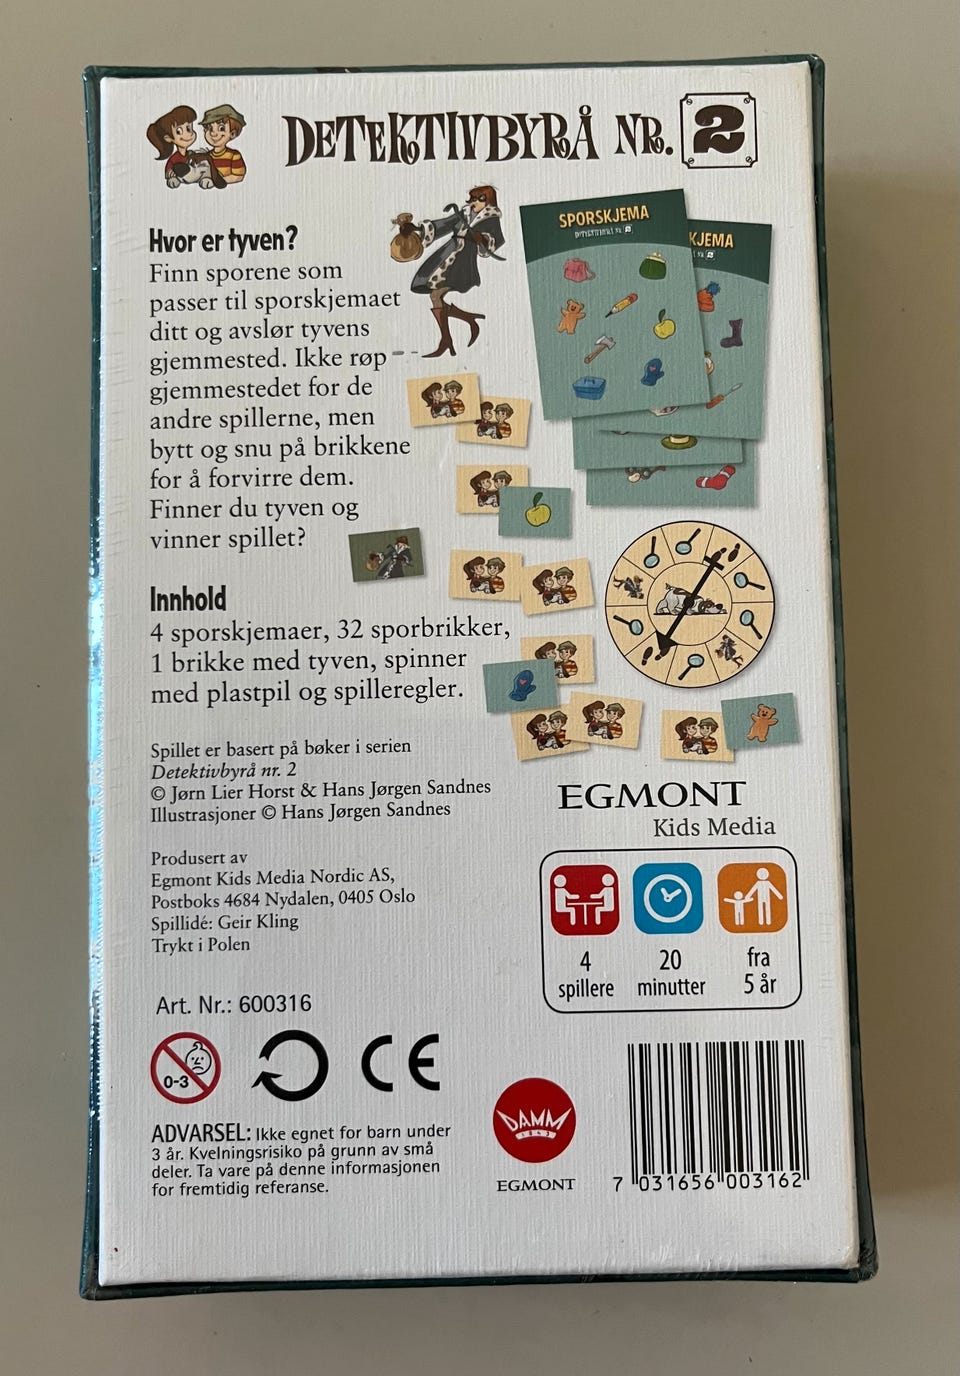 DETEKTIVBYRÅ NR. 2
Hvor er tyven?
Finn sporene som
passer til sporskjemaet
ditt og avslør tyvens
gjemmested. Ikke røp
gjemmestedet for de
andre spillerne, men
bytt og snu på brikkene
for å forvirre dem.
Finner du tyven og
vinner spillet?
SPORSKJEMA
DETEKTIVBYRÅ NR. 2
KJEMA
Innhold
4 sporskjemaer, 32 sporbrikker,
1 brikke med tyven, spinner
med plastpil og spilleregler.
Spillet er basert på bøker i serien
Detektivbyrå nr. 2
© Jørn Lier Horst & Hans Jørgen Sandnes
Illustrasjoner © Hans Jørgen Sandnes
Produsert av
Egmont Kids Media Nordic AS,
Postboks 4684 Nydalen, 0405 Oslo
Spillidé: Geir Kling
Trykt i Polen
EGMONT
Kids Media
4
spillere
20
minutter
fra
5 år
Art. Nr.: 600316
0-3
CE
ADVARSEL: Ikke egnet for barn under
3 år. Kvelningsrisiko på grunn av små
deler. Ta vare på denne informasjonen
for fremtidig referanse.
DAMM
1843
EGMONT
7 031656 003162